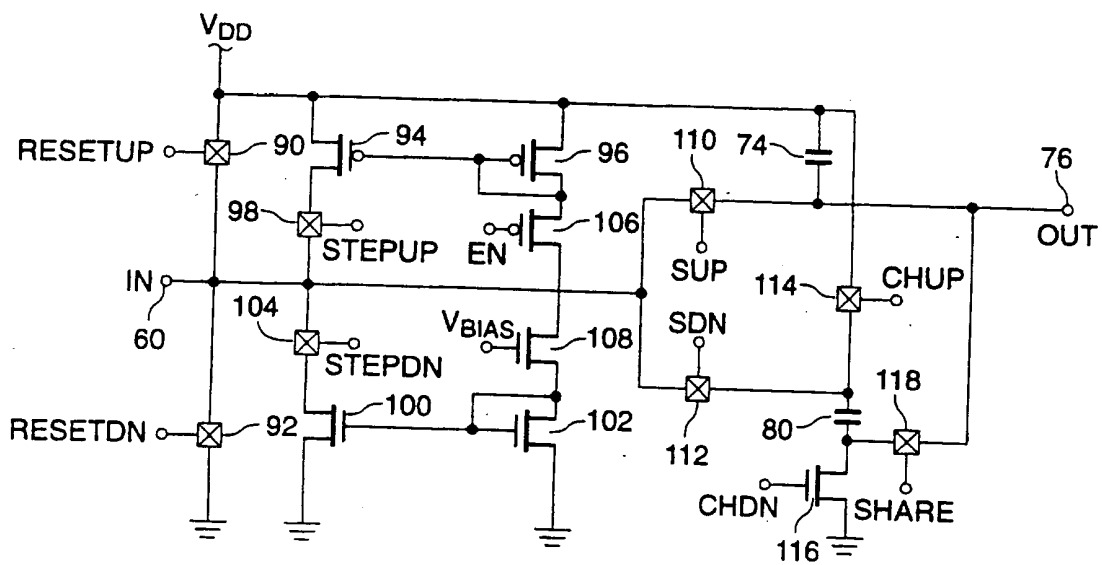 VDD
RESETUP
90
94
96
110
74
76
98
STEPUP
EN
106
SUP
OUT
IN
114
CHUP
60
104
STEPDN
VBIAS
108
SDN
118
RESETDN
92
100
102
112
80
CHDN
SHARE
116